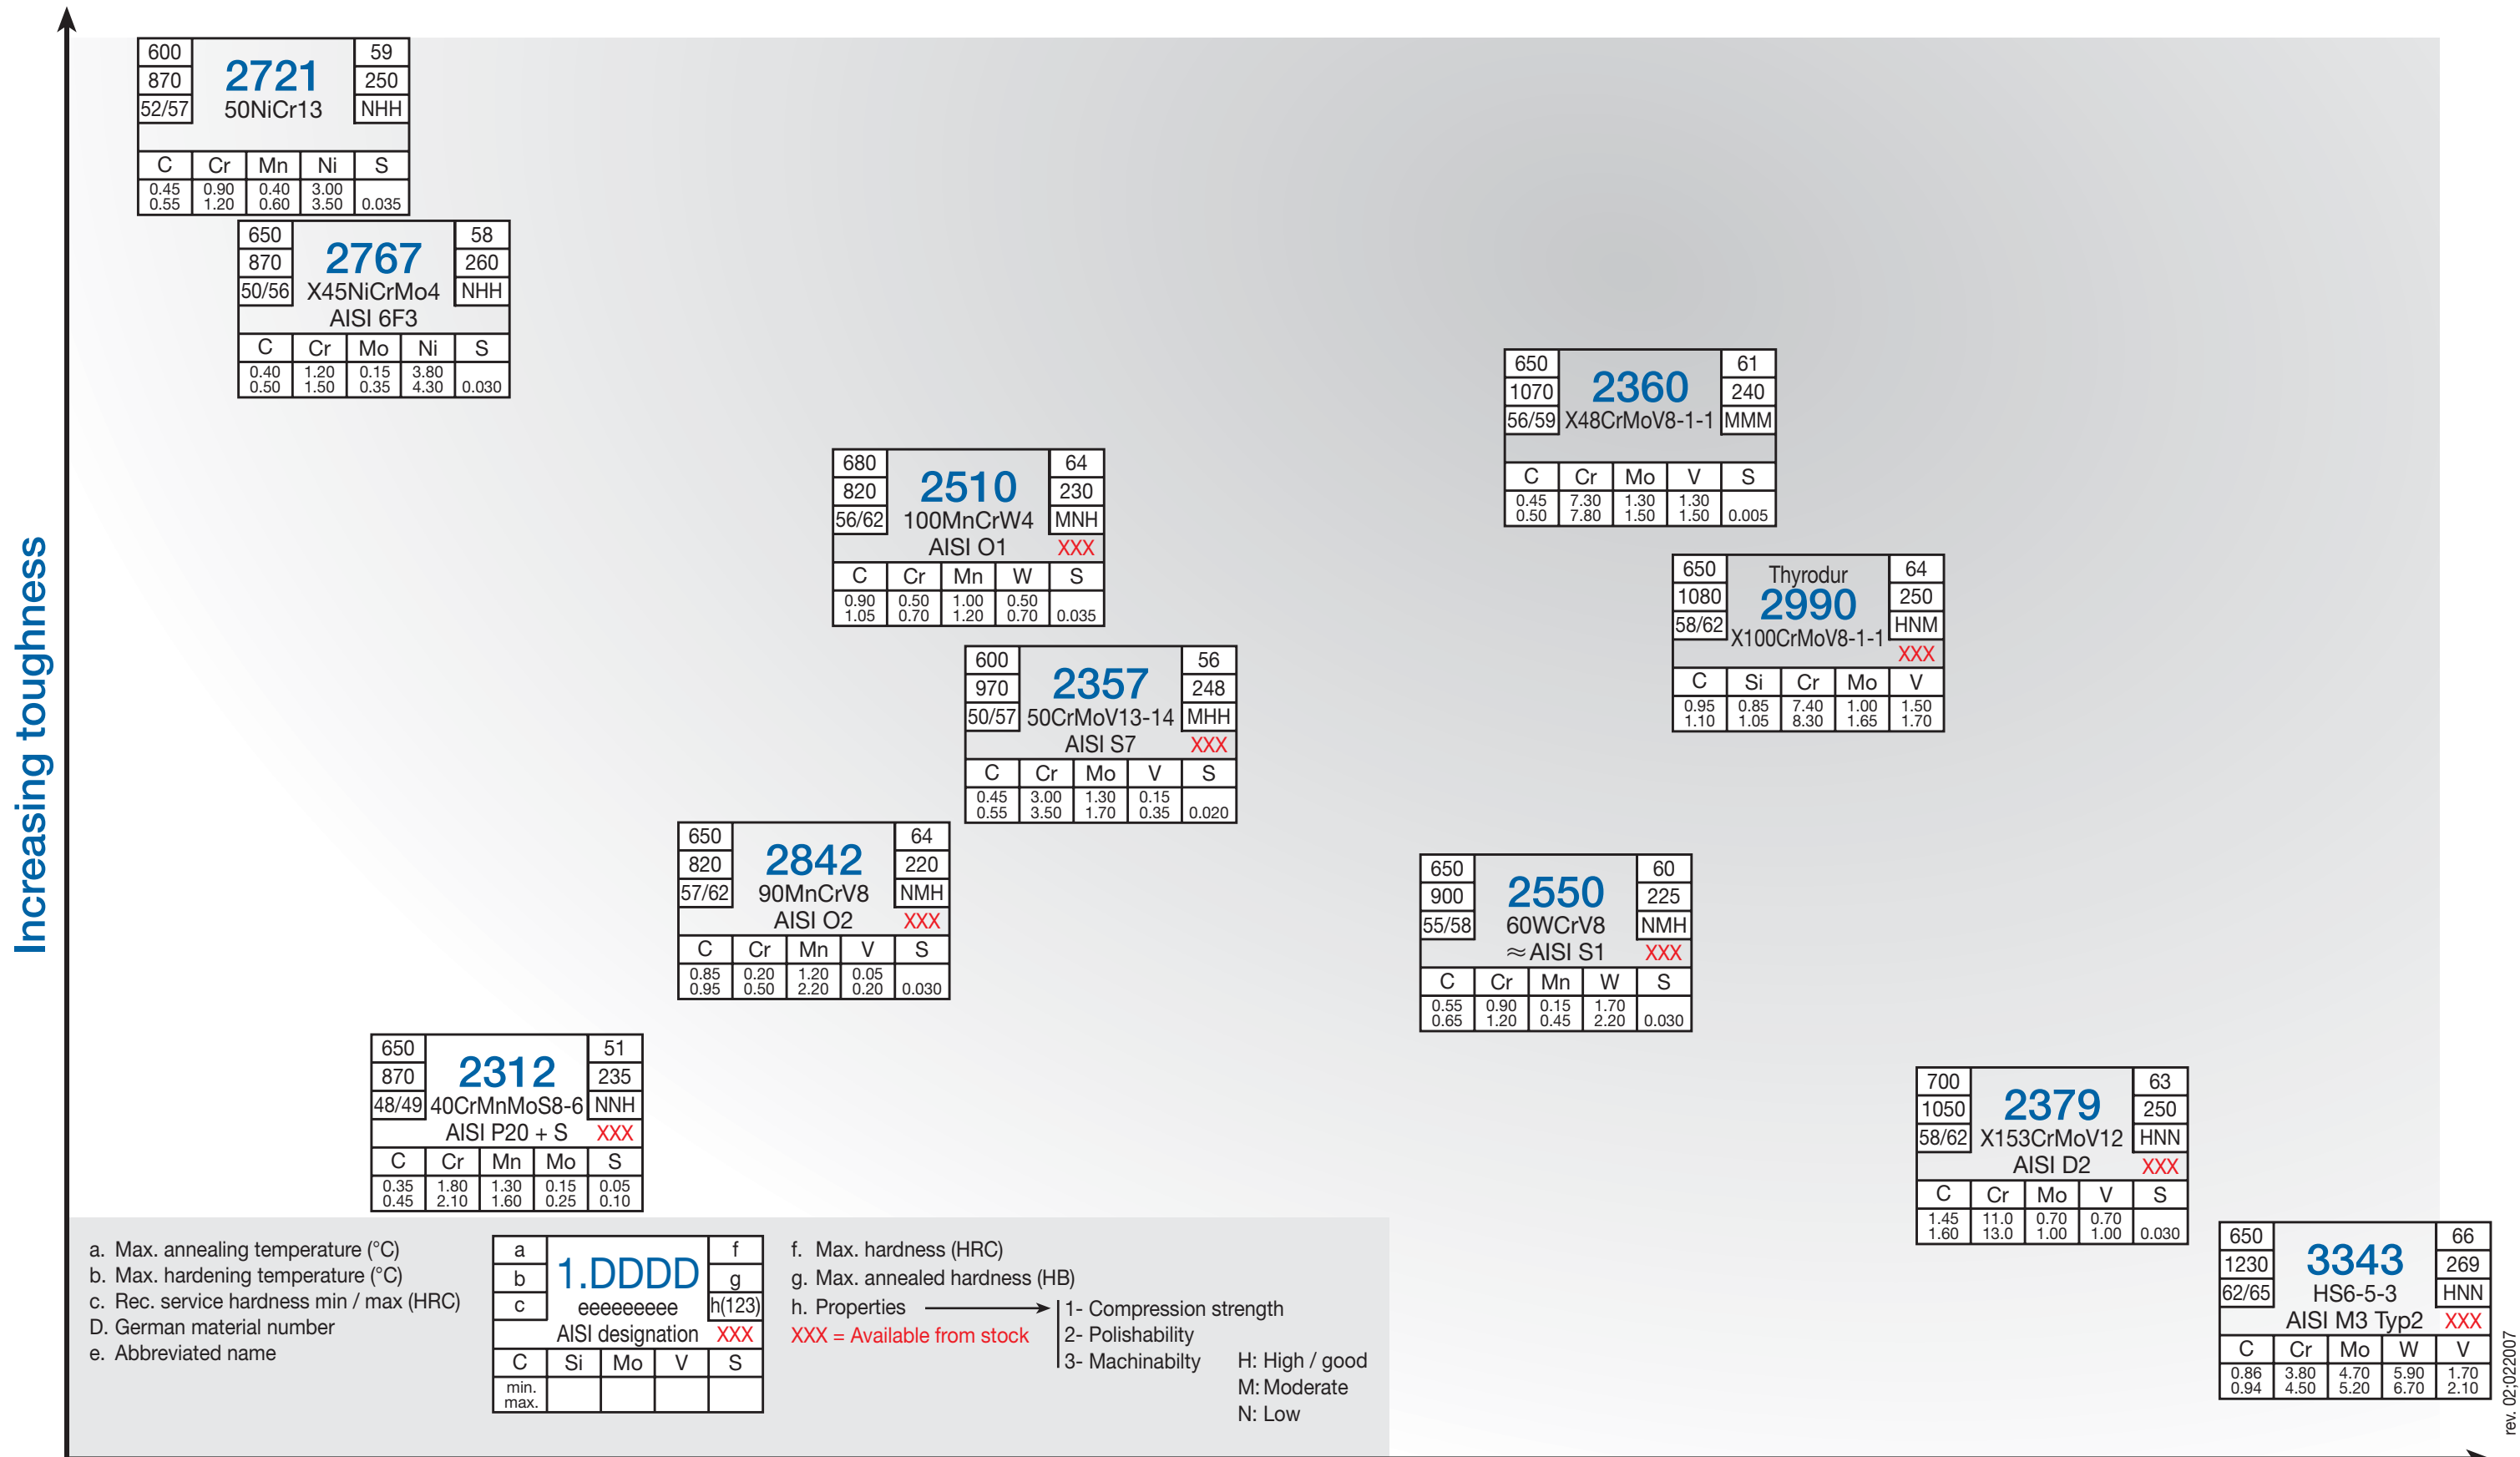 Increasing toughness
600 59
870 2721 250
52/57 50NiCr13 NHH
C Cr Mn Ni S
0.45 0.90 0.40 3.00
0.55 1.20 0.60 3.50 0.035
650 58
870 2767 260
50/56 X45NiCrMo4 NHH
AISI 6F3
C Cr Mo Ni S
0.40 1.20 0.15 3.80
0.50 1.50 0.35 4.30 0.030
650 61
1070 2360 240
56/59 X48CrMoV8-1-1 MMM
C Cr Mo V S
0.45 7.30 1.30 1.30
0.50 7.80 1.50 1.50 0.005
680 64
820 2510 230
56/62 100MnCrW4 MNH
AISI O1 XXX
C Cr Mn W S
0.90 0.50 1.00 0.50
1.05 0.70 1.20 0.70 0.035
650 Thyrodur 64
1080 2990 250
58/62 X100CrMoV8-1-1 HNM
XXX
C Si Cr Mo V
0.95 0.85 7.40 1.00 1.50
1.10 1.05 8.30 1.65 1.70
600 56
970 2357 248
50/57 50CrMoV13-14 MHH
AISI S7 XXX
C Cr Mo V S
0.45 3.00 1.30 0.15
0.55 3.50 1.70 0.35 0.020
650 64
820 2842 220
57/62 90MnCrV8 NMH
AISI O2 XXX
C Cr Mn V S
0.85 0.20 1.20 0.05
0.95 0.50 2.20 0.20 0.030
650 60
900 2550 225
55/58 60WCrV8 NMH
≈ AISI S1 XXX
C Cr Mn W S
0.55 0.90 0.15 1.70
0.65 1.20 0.45 2.20 0.030
650 51
870 2312 235
48/49 40CrMnMoS8-6 NNH
AISI P20 + S XXX
C Cr Mn Mo S
0.35 1.80 1.30 0.15 0.05
0.45 2.10 1.60 0.25 0.10
700 63
1050 2379 250
58/62 X153CrMoV12 HNN
AISI D2 XXX
C Cr Mo V S
1.45 11.0 0.70 0.70
1.60 13.0 1.00 1.00 0.030
650 66
1230 3343 269
62/65 HS6-5-3 HNN
AISI M3 Typ2 XXX
C Cr Mo W V
0.86 3.80 4.70 5.90 1.70
0.94 4.50 5.20 6.70 2.10
a. Max. annealing temperature (°C)
b. Max. hardening temperature (°C)
c. Rec. service hardness min / max (HRC)
D. German material number
e. Abbreviated name
a f
b 1.DDDD g
c eeeeeeeee h(123)
AISI designation XXX
C Si Mo V S
min.
max.
f. Max. hardness (HRC)
g. Max. annealed hardness (HB)
h. Properties
XXX = Available from stock
1- Compression strength
2- Polishability
3- Machinabilty
H: High / good
M: Moderate
N: Low
rev. 02;022007